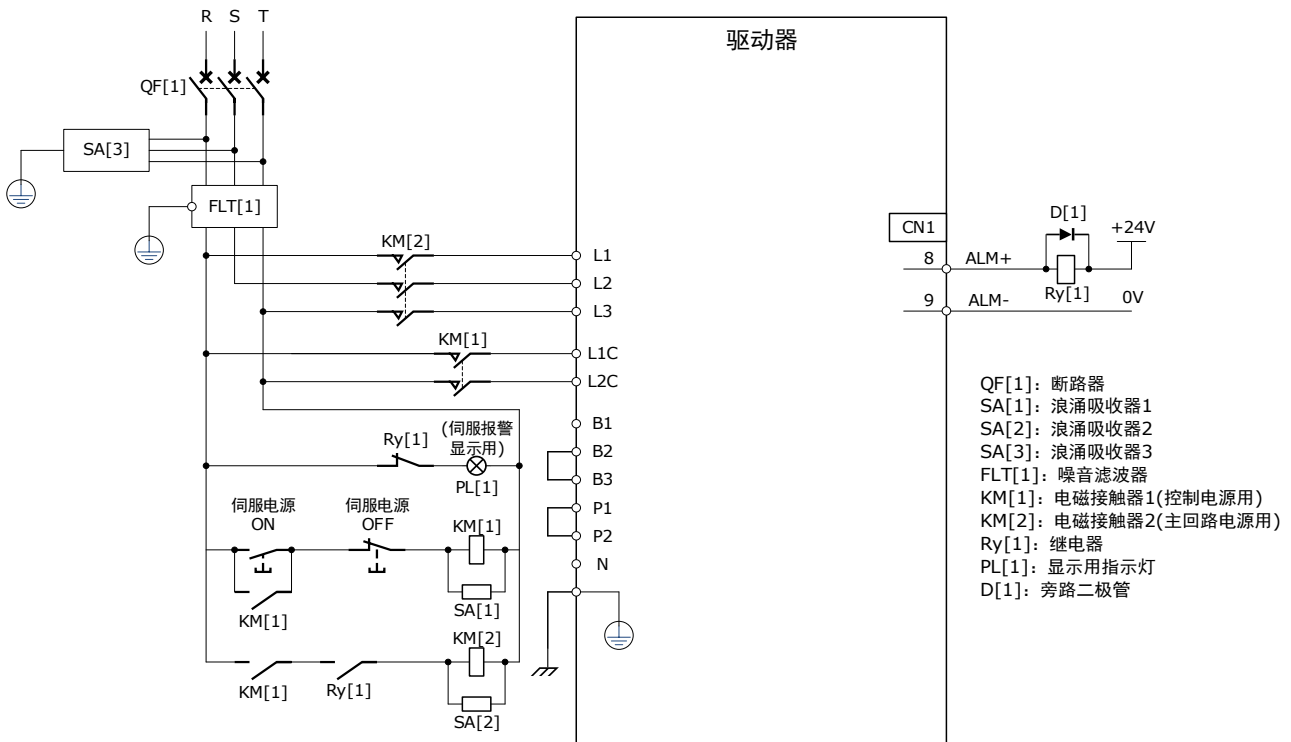 R S T
驱动器
QF[1]
SA[3]
FLT[1]
CN1
D[1]
+24V
8 ALM+
Ry[1]
9 ALM-
0V
KM[2]
L1
L2
L3
KM[1]
L1C
L2C
B1
B2
B3
P1
P2
N
Ry[1]
(伺服报警
显示用)
PL[1]
伺服电源
ON
伺服电源
OFF
KM[1]
KM[1]
SA[1]
KM[2]
KM[1]
Ry[1]
SA[2]
QF[1]：断路器
SA[1]：浪涌吸收器1
SA[2]：浪涌吸收器2
SA[3]：浪涌吸收器3
FLT[1]：噪音滤波器
KM[1]：电磁接触器1(控制电源用)
KM[2]：电磁接触器2(主回路电源用)
Ry[1]：继电器
PL[1]：显示用指示灯
D[1]：旁路二极管